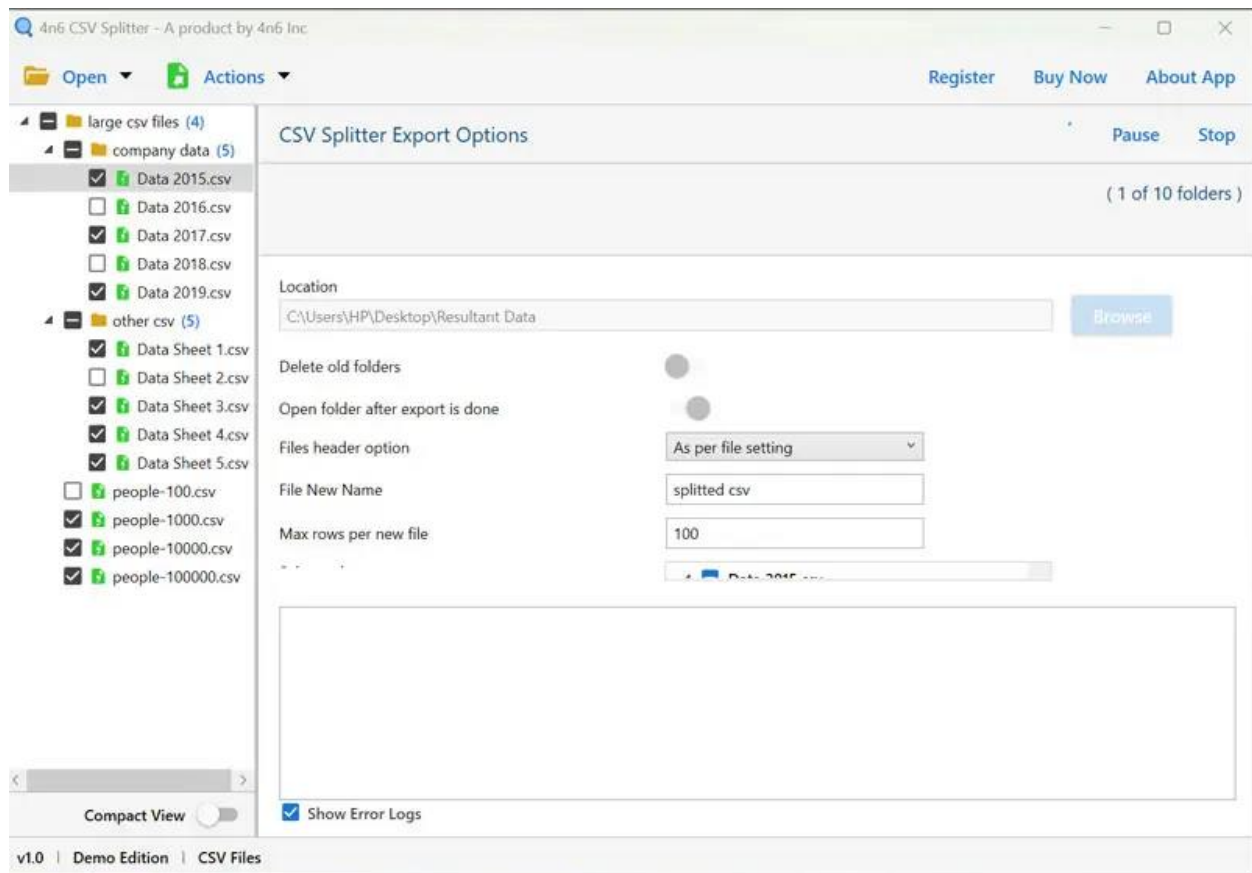 4n6 CSV Splitter - A product by 4n6 Inc
Open Actions Register Buy Now About App
large csv files (4)
company data (5)
Data 2015.csv
Data 2016.csv
Data 2017.csv
Data 2018.csv
Data 2019.csv
other csv (5)
Data Sheet 1.csv
Data Sheet 2.csv
Data Sheet 3.csv
Data Sheet 4.csv
Data Sheet 5.csv
people-100.csv
people-1000.csv
people-10000.csv
people-100000.csv
Compact View
CSV Splitter Export Options Pause Stop
( 1 of 10 folders )
Location
C:\Users\HP\Desktop\Resultant Data Browse
Delete old folders
Open folder after export is done
Files header option As per file setting
File New Name splitted csv
Max rows per new file 100
Data 2015.csv
Show Error Logs
v1.0 | Demo Edition | CSV Files